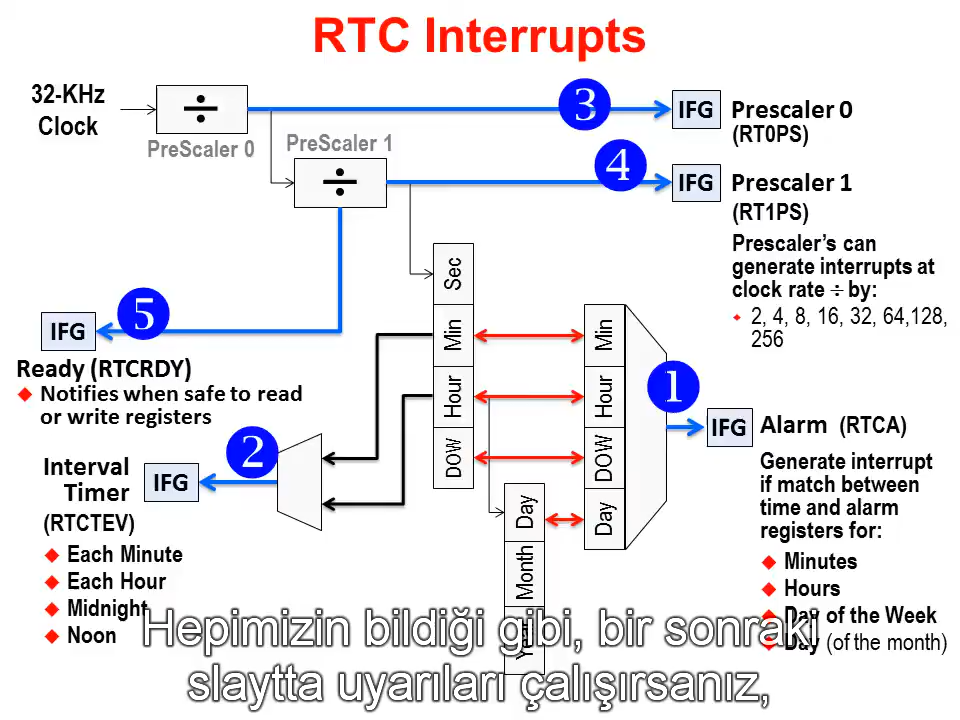 RTC Interrupts
32-KHz
Clock
÷
PreScaler 0
3
IFG
Prescaler 0
(RT0PS)
PreScaler 1
÷
4
IFG
Prescaler 1
(RT1PS)
Prescaler's can
generate interrupts at
clock rate ÷ by:
2, 4, 8, 16, 32, 64,128,
256
5
IFG
Ready (RTCRDY)
Notifies when safe to read
or write registers
Sec
Min
Hour
DOW
Day
Month
Year
Min
Hour
DOW
Day
1
IFG
Alarm (RTCA)
Generate interrupt
if match between
time and alarm
registers for:
Minutes
Hours
Day of the Week
Day (of the month)
2
IFG
Interval
Timer
(RTCTEV)
Each Minute
Each Hour
Midnight
Noon
Hepimizin bildiği gibi, bir sonraki
slaytta uyarıları çalışırsanız,